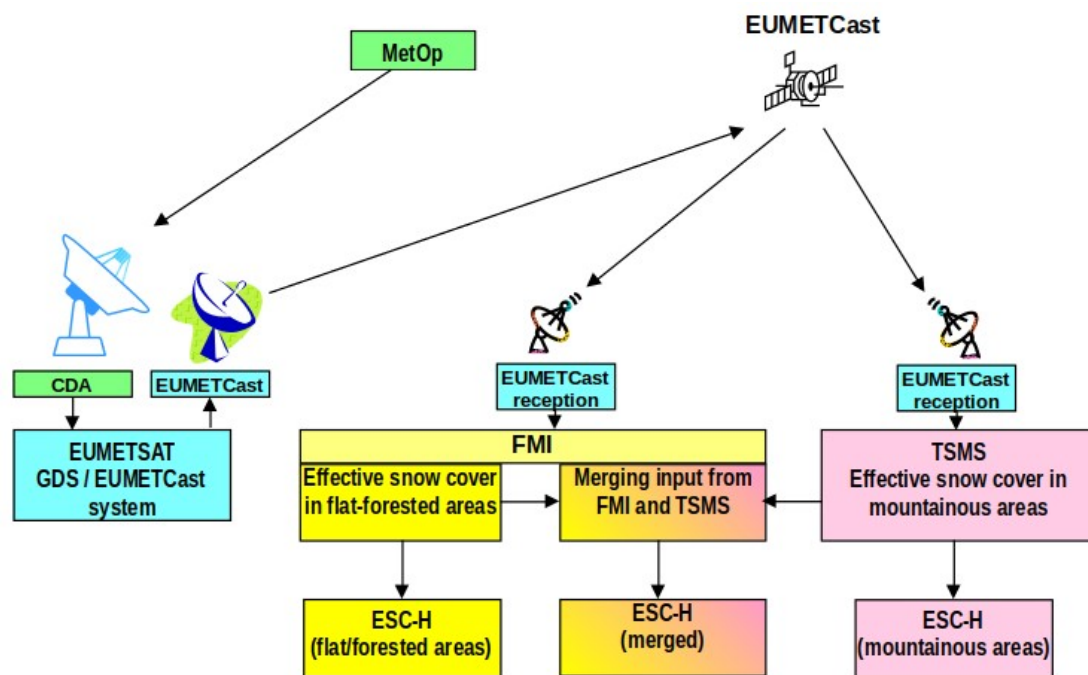 EUMETCast
MetOp
CDA
EUMETCast
EUMETCast
reception
EUMETCast
reception
EUMETSAT
GDS / EUMETCast
system
FMI
Effective snow cover
in flat-forested areas
Merging input from
FMI and TSMS
TSMS
Effective snow cover in
mountainous areas
ESC-H
(flat/forested areas)
ESC-H
(merged)
ESC-H
(mountainous areas)